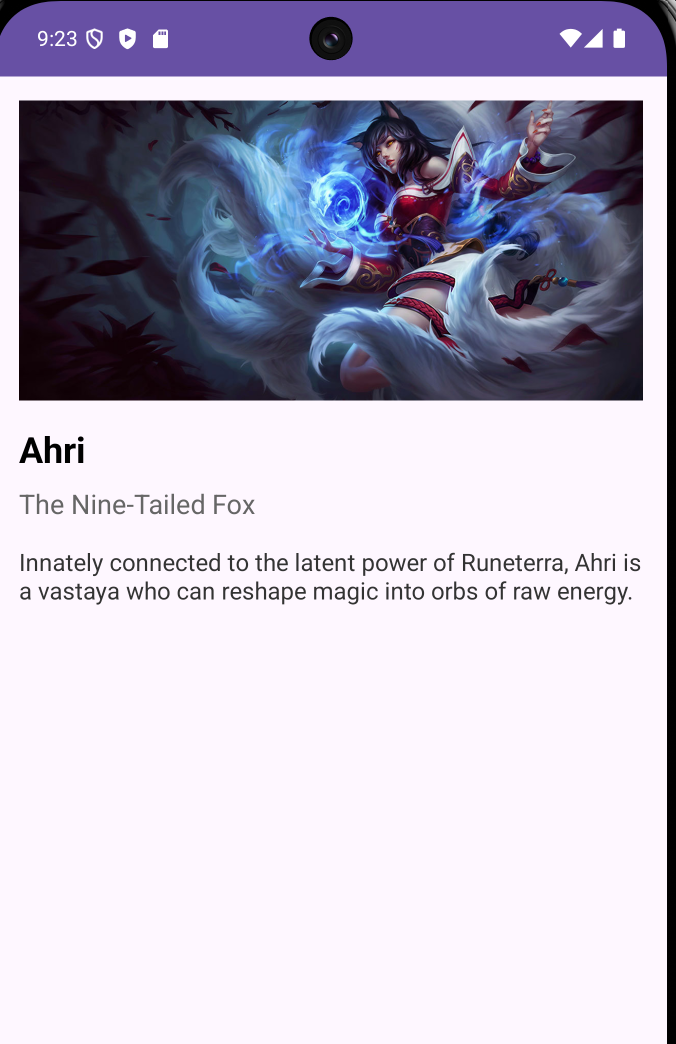 9:23
Ahri
The Nine-Tailed Fox
Innately connected to the latent power of Runeterra, Ahri is
a vastaya who can reshape magic into orbs of raw energy.